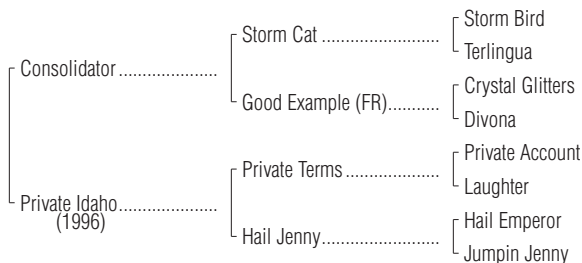 Storm Bird
Storm Cat ........................
Terlingua
Consolidator ....................
Crystal Glitters
Good Example (FR)...........
Divona
Private Account
Private Terms ...................
Laughter
Private Idaho....................
(1996)
Hail Emperor
Hail Jenny........................
Jumpin Jenny